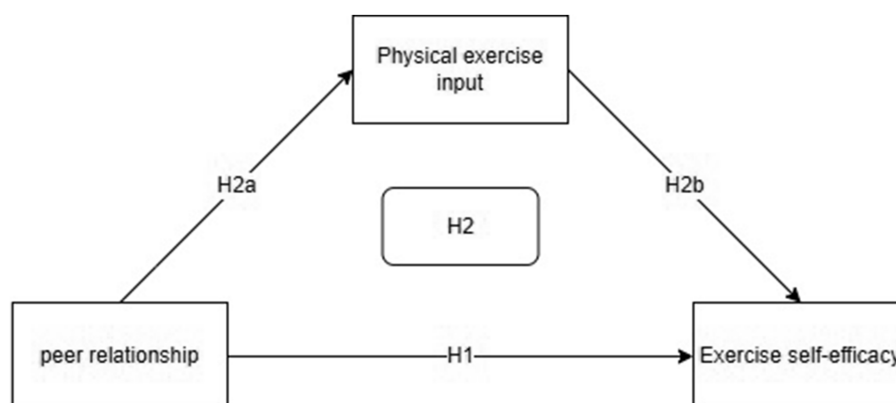 Physical exercise
input
H2a
H2b
H2
peer relationship
H1
Exercise self-efficacy